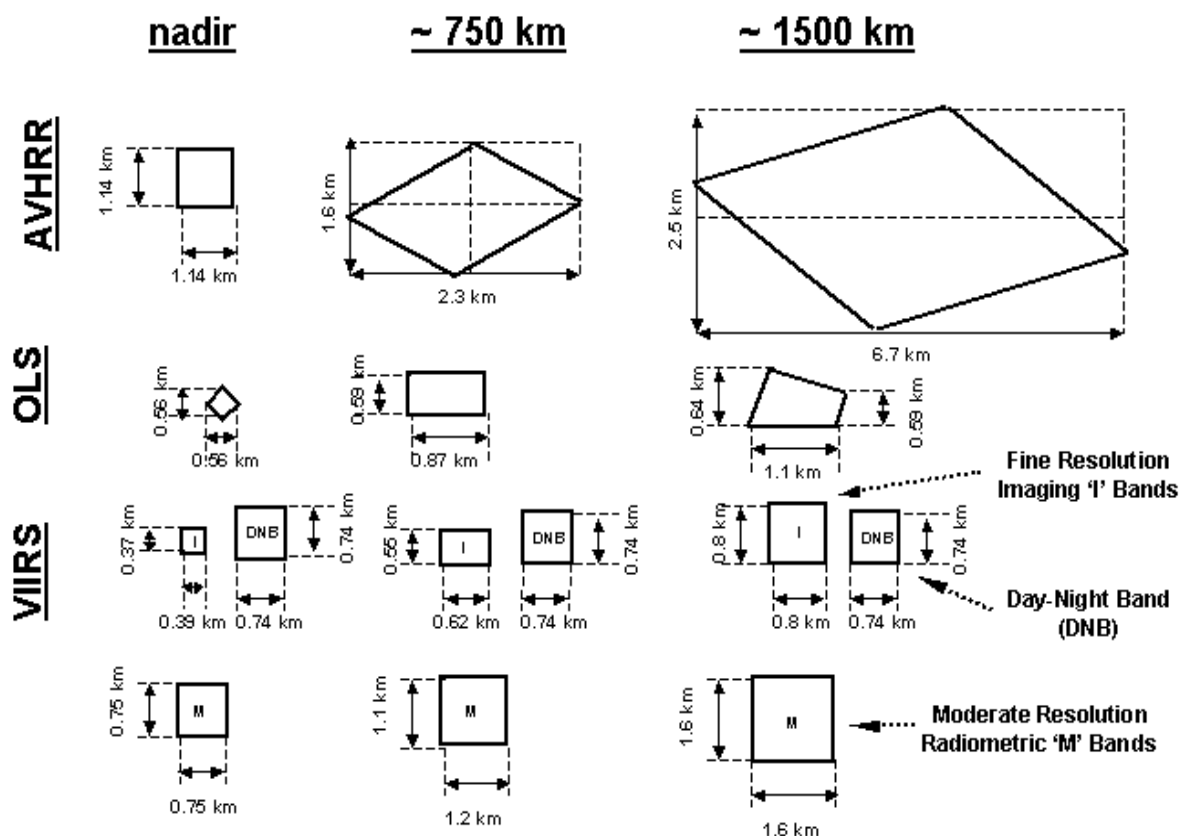 nadir
~ 750 km
~ 1500 km
AVHRR
1.14 km
1.14 km
1.6 km
2.3 km
2.5 km
6.7 km
OLS
0.56 km
0.56 km
0.59 km
0.87 km
0.64 km
0.59 km
1.1 km
Fine Resolution
Imaging ‘I’ Bands
VIIRS
0.37 km
I
0.39 km
DNB
0.74 km
0.74 km
0.55 km
I
0.62 km
DNB
0.74 km
0.74 km
0.8 km
I
0.8 km
DNB
0.74 km
0.74 km
Day-Night Band
(DNB)
0.75 km
M
0.75 km
1.1 km
M
1.2 km
1.6 km
M
1.6 km
Moderate Resolution
Radiometric ‘M’ Bands